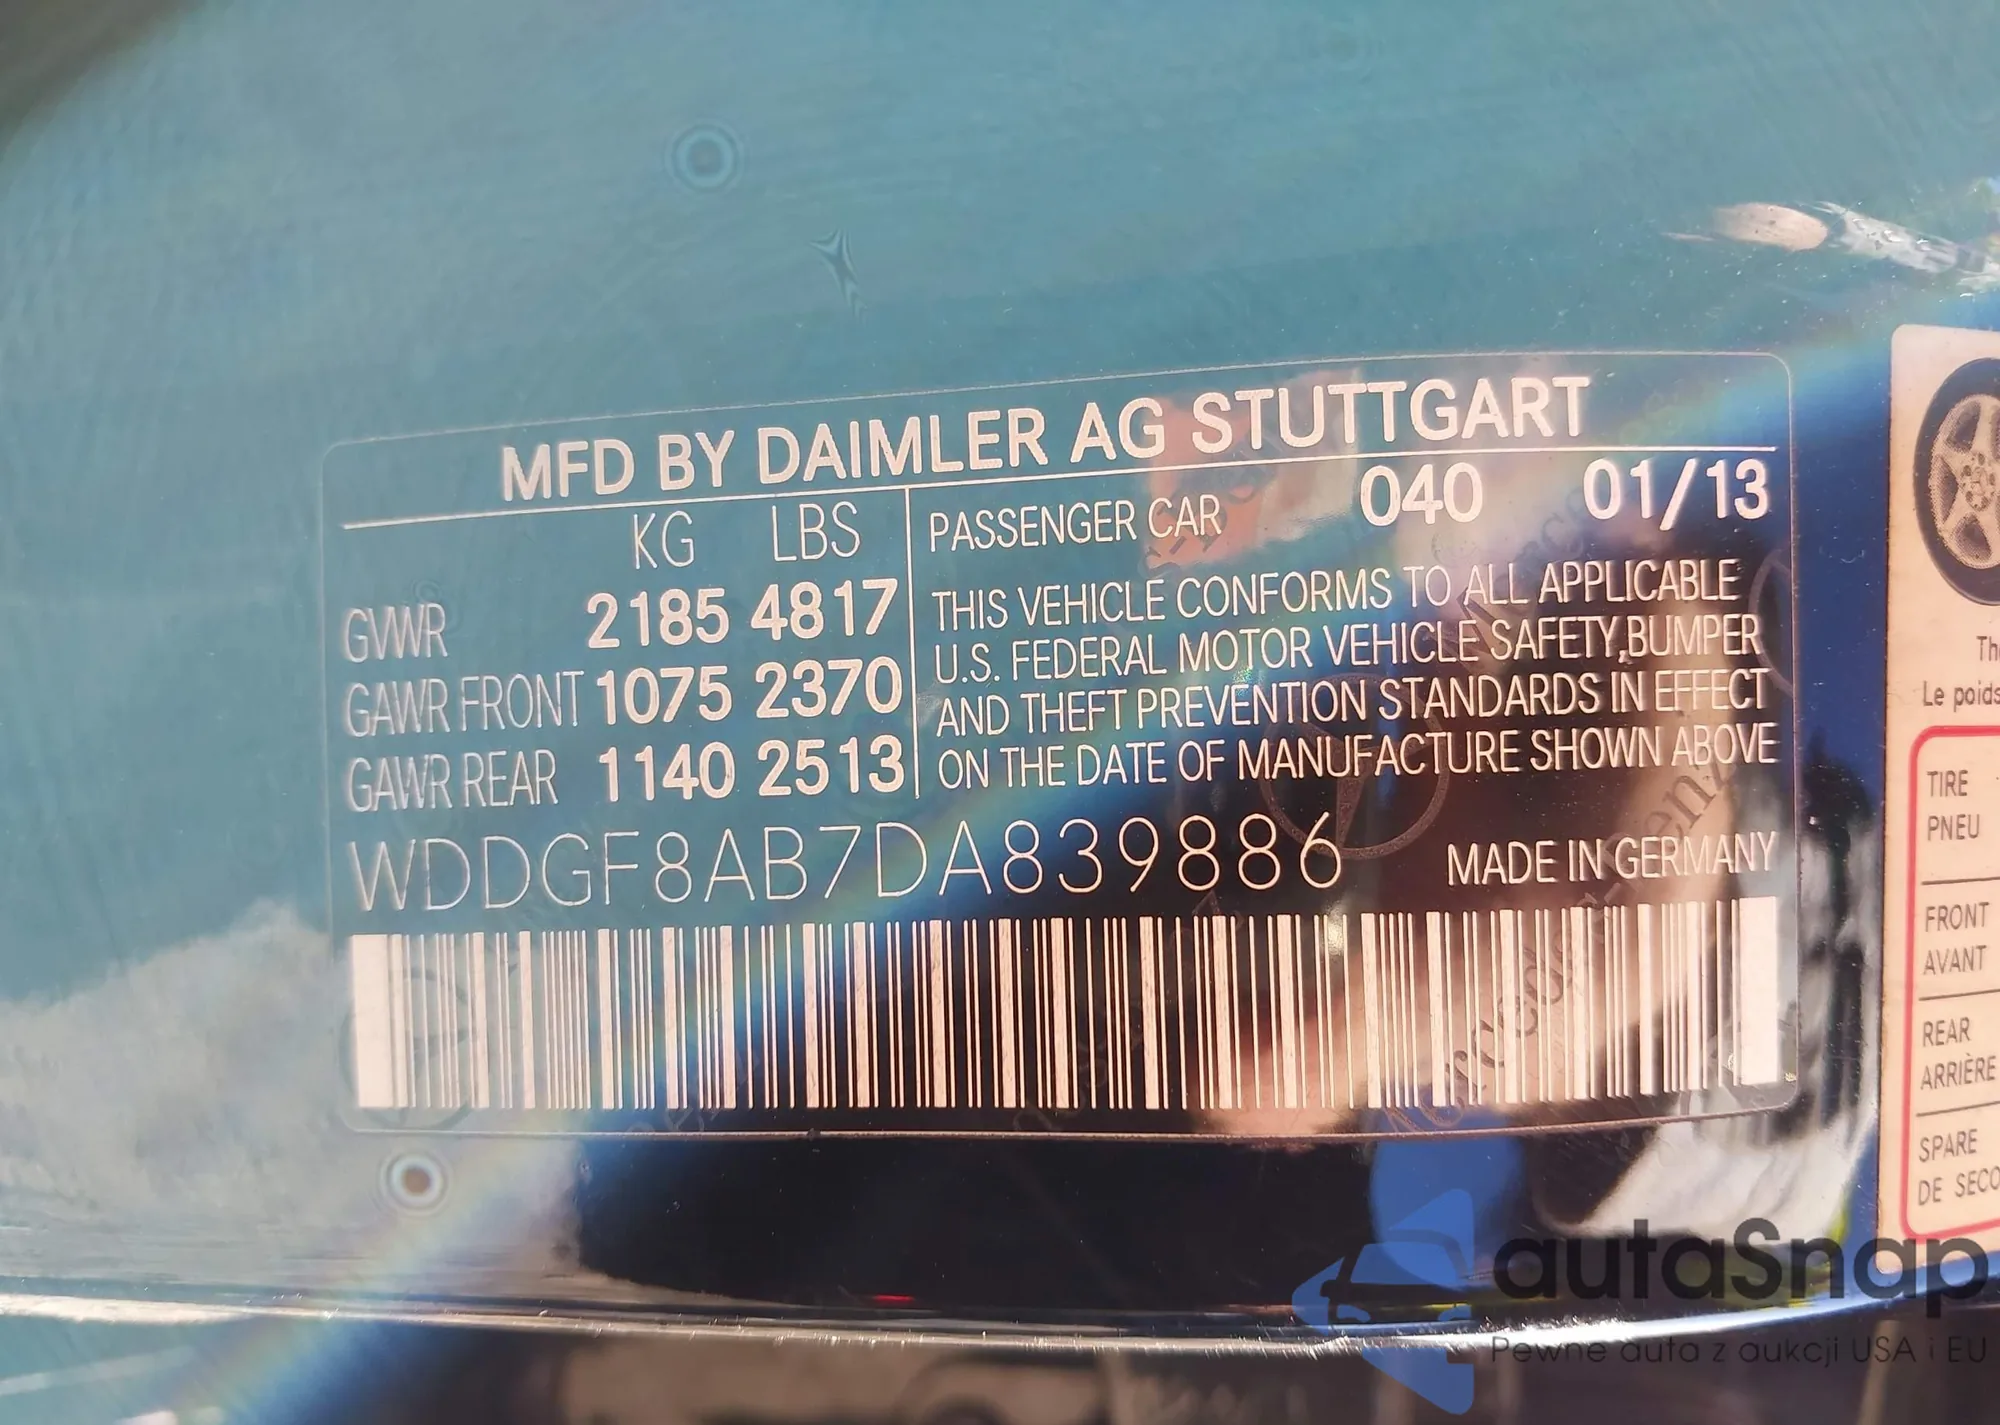 MFD BY DAIMLER AG STUTTGART
KG LBS
GVWR 2185 4817
GAWR FRONT 1075 2370
GAWR REAR 1140 2513
PASSENGER CAR 040 01/13
THIS VEHICLE CONFORMS TO ALL APPLICABLE
U.S. FEDERAL MOTOR VEHICLE SAFETY,BUMPER
AND THEFT PREVENTION STANDARDS IN EFFECT
ON THE DATE OF MANUFACTURE SHOWN ABOVE
WDDGF8AB7DA839886
MADE IN GERMANY
Le poids
TIRE
PNEU
FRONT
AVANT
REAR
ARRIÈRE
SPARE
DE
autaSnap
Pewne auta z aukcji USA i EU